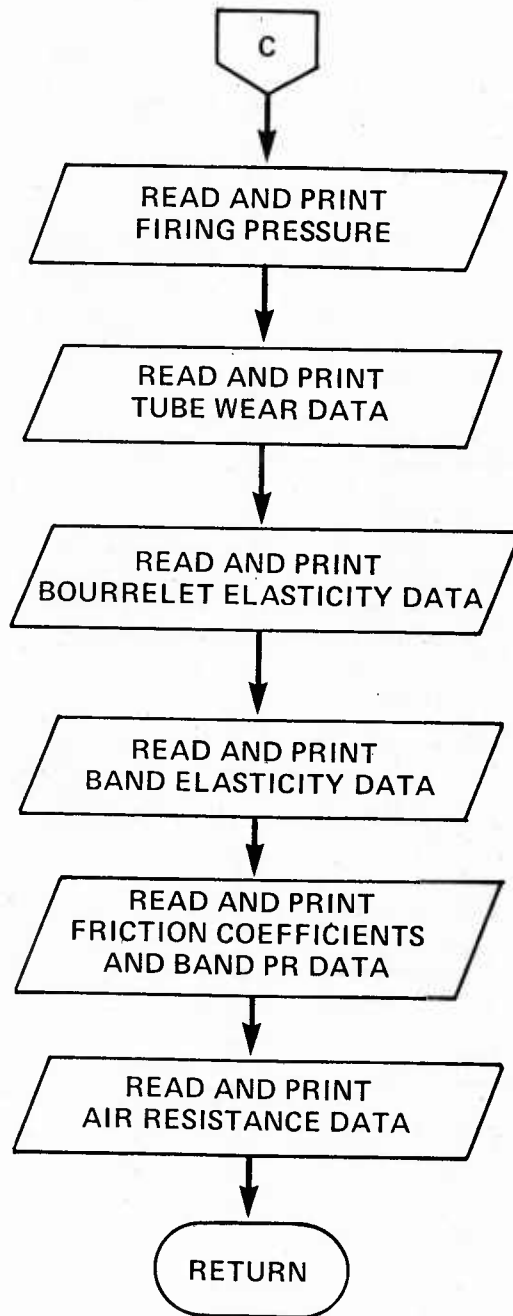 C
READ AND PRINT
FIRING PRESSURE
READ AND PRINT
TUBE WEAR DATA
READ AND PRINT
BOURRELET ELASTICITY DATA
READ AND PRINT
BAND ELASTICITY DATA
READ AND PRINT
FRICTION COEFFICIENTS
AND BAND PR DATA
READ AND PRINT
AIR RESISTANCE DATA
RETURN